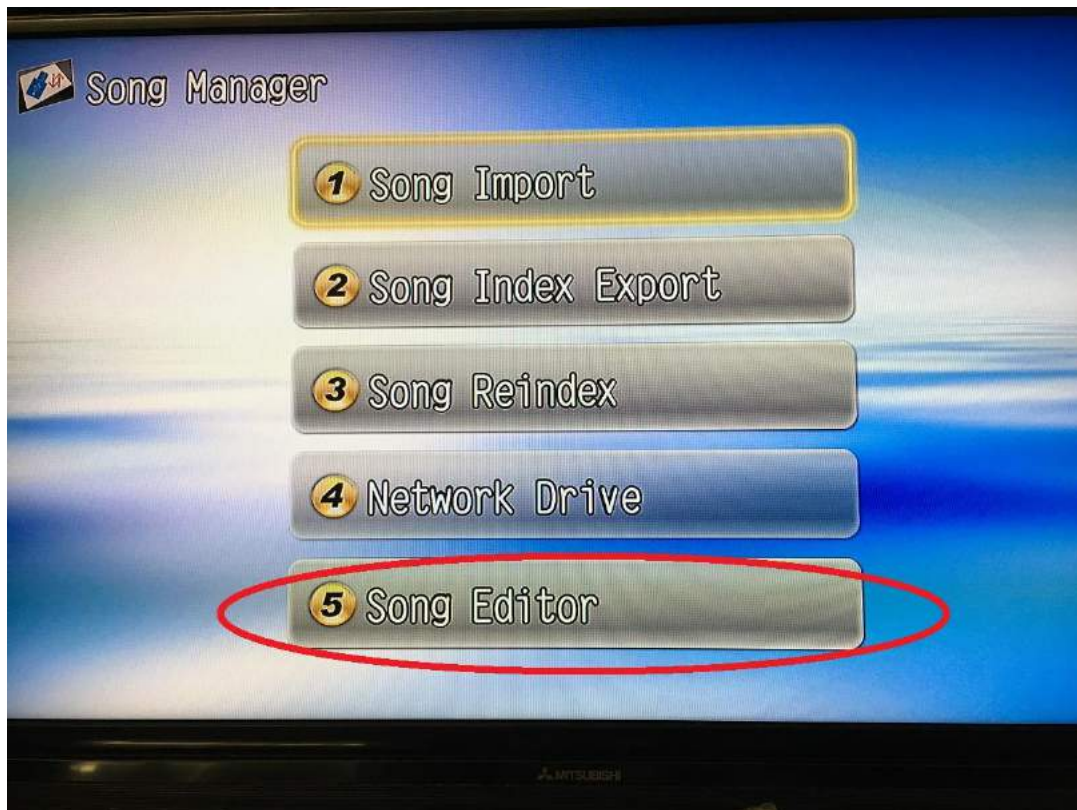 Song Manager
1 Song Import
2 Song Index Export
3 Song Reindex
4 Network Drive
5 Song Editor
MITSUBISHI